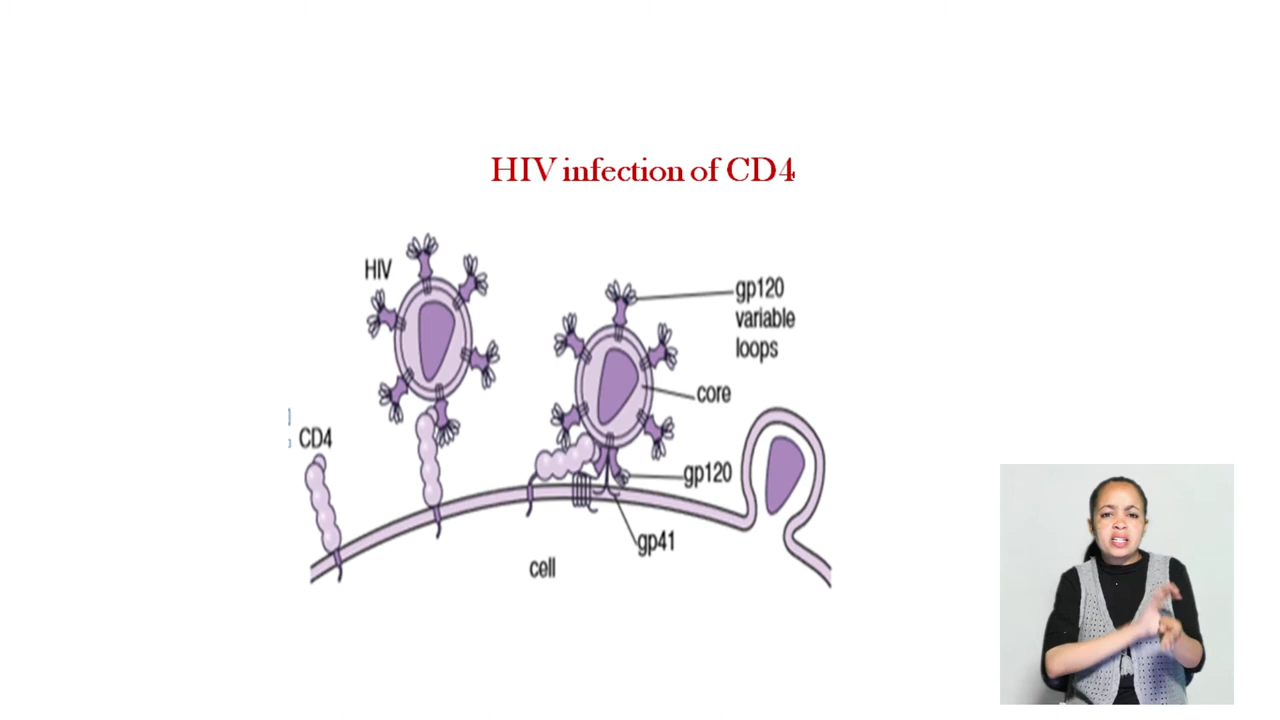 HIV infection of CD4
HIV
gp120
variable
loops
core
CD4
gp120
gp41
cell